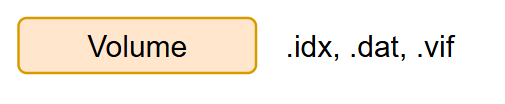 Volume .idx, .dat, .vif